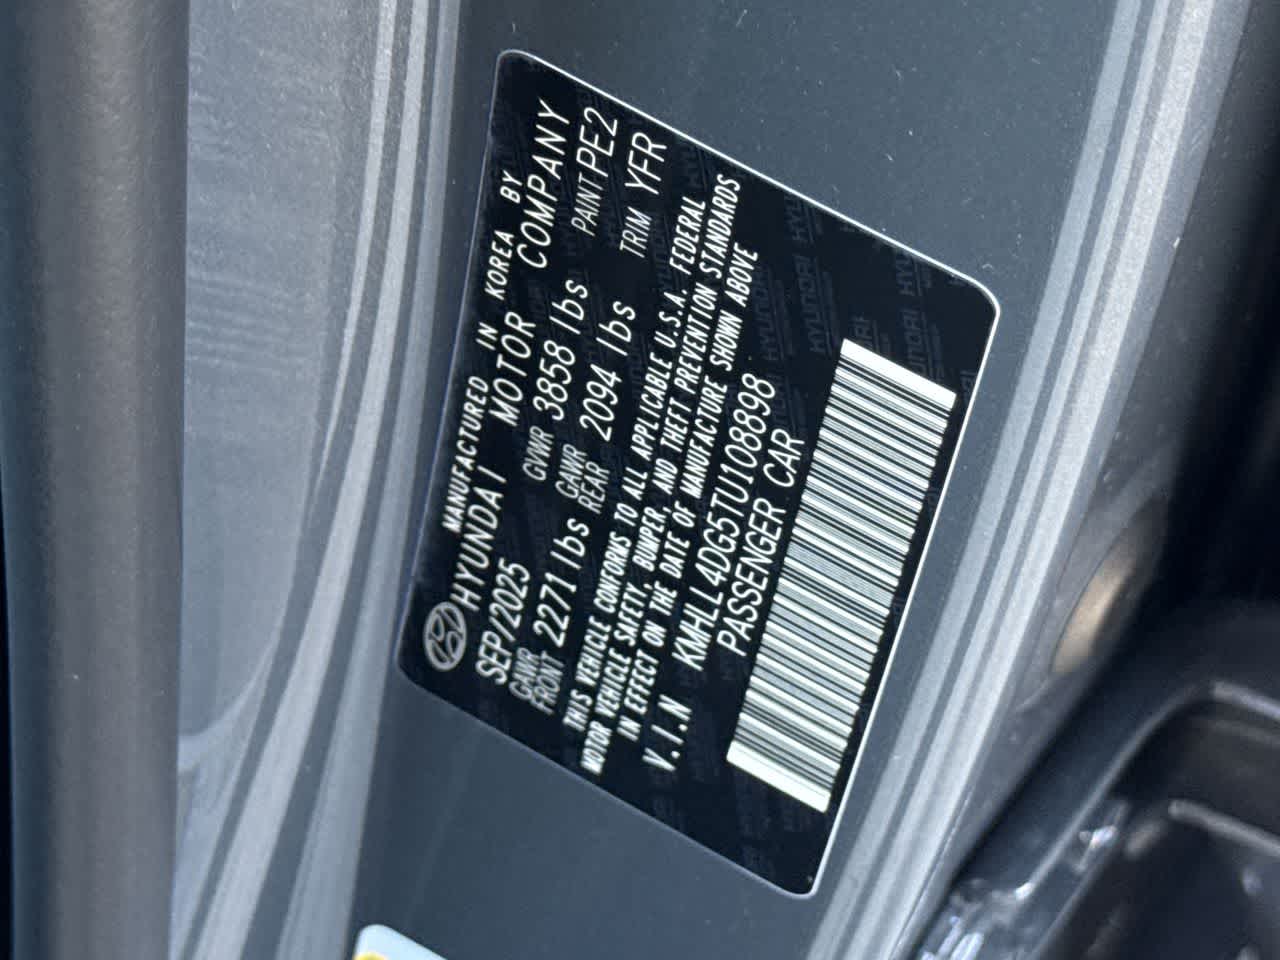 MANUFACTURED IN KOREA BY
HYUNDAI MOTOR COMPANY
SEP/2025 GVWR 3858 lbs PAINT PE2
GAWR FRONT 2271 lbs GAWR REAR 2094 lbs TRIM YFR
THIS VEHICLE CONFORMS TO ALL APPLICABLE U.S.A. FEDERAL
MOTOR VEHICLE SAFETY, BUMPER, AND THEFT PREVENTION STANDARDS
IN EFFECT ON THE DATE OF MANUFACTURE SHOWN ABOVE
V.I.N KMHLL4DG5TU108898
PASSENGER CAR